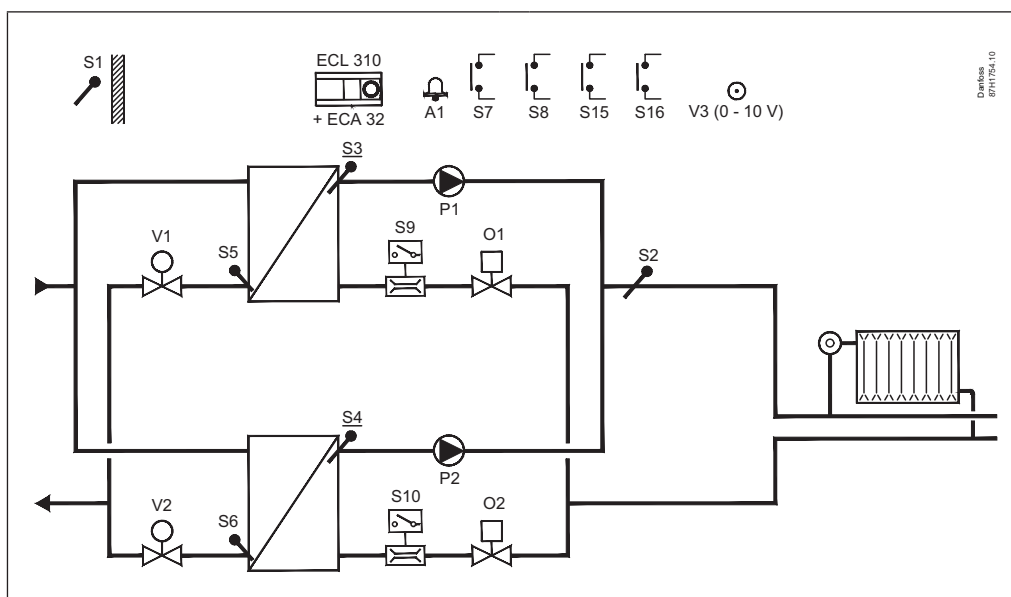 S1
ECL 310
+ ECA 32
A1
S7
S8
S15
S16
V3 (0 - 10 V)
Danfoss
87H1754.10
S3
P1
V1
S5
S9
O1
S2
S4
P2
V2
S6
S10
O2